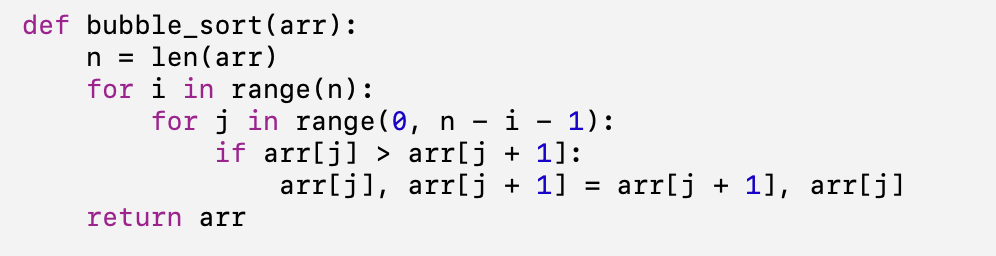 def bubble_sort(arr):
    n = len(arr)
    for i in range(n):
        for j in range(0, n - i - 1):
            if arr[j] > arr[j + 1]:
                arr[j], arr[j + 1] = arr[j + 1], arr[j]
    return arr